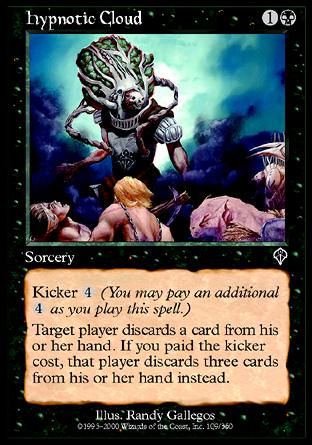 Hypnotic Cloud 1
Sorcery
Kicker 4 (You may pay an additional
4 as you play this spell.)
Target player discards a card from his
or her hand. If you paid the kicker
cost, that player discards three cards
from his or her hand instead.
Illus. Randy Gallegos
©1993-2000 Wizards of the Coast, Inc. 109/350